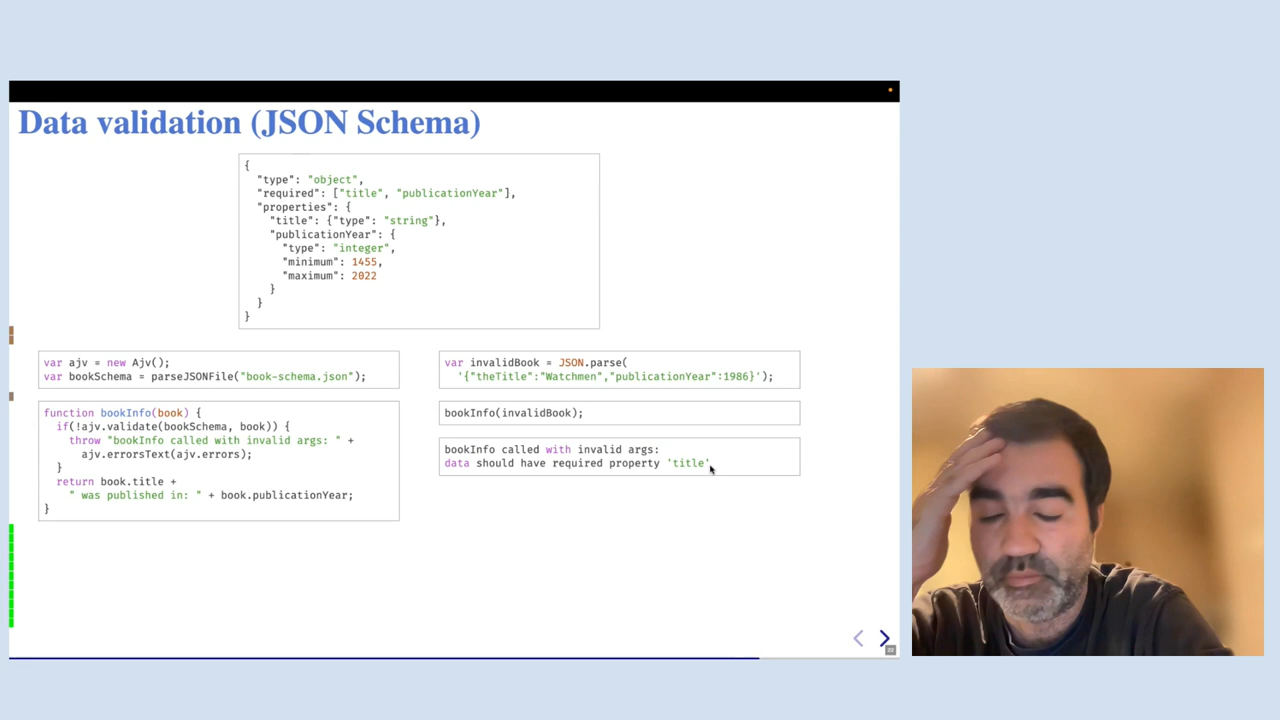 Data validation (JSON Schema)
{
"type": "object",
"required": ["title", "publicationYear"],
"properties": {
"title": {"type": "string"},
"publicationYear": {
"type": "integer",
"minimum": 1455,
"maximum": 2022
}
}
}
var ajv = new Ajv();
var bookSchema = parseJSONFile("book-schema.json");
function bookInfo(book) {
if(!ajv.validate(bookSchema, book)) {
throw "bookInfo called with invalid args: " +
ajv.errorsText(ajv.errors);
}
return book.title +
" was published in: " + book.publicationYear;
}
var invalidBook = JSON.parse(
'{"theTitle":"Watchmen","publicationYear":1986}');
bookInfo(invalidBook);
bookInfo called with invalid args:
data should have required property 'title'
22